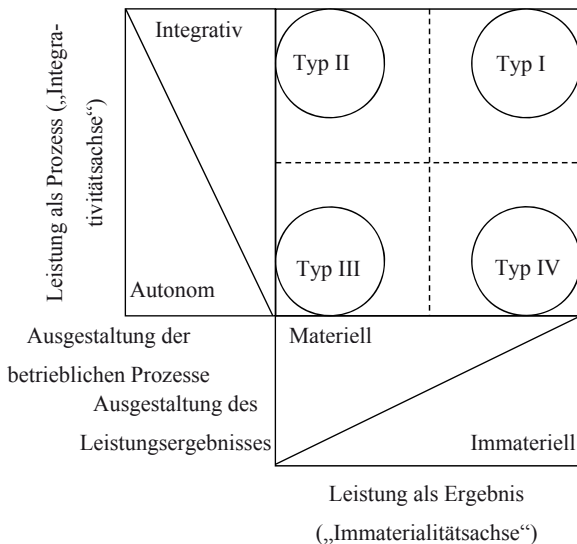 Leistung als Prozess („Integra-
tivitätsachse“)
Integrativ
Typ II
Typ I
Autonom
Typ III
Typ IV
Ausgestaltung der
betrieblichen Prozesse
Materiell
Ausgestaltung des
Leistungsergebnisses
Immateriell
Leistung als Ergebnis
(„Immaterialitätsachse“)